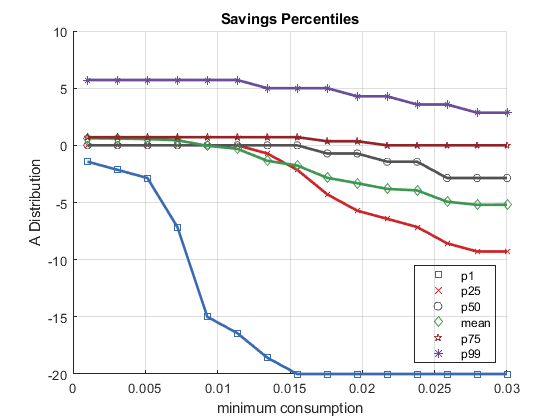 Savings Percentiles
10
5
0
-5
-10
-15
-20
A Distribution
p1
p25
p50
mean
p75
p99
0
0.005
0.01
0.015
0.02
0.025
0.03
minimum consumption